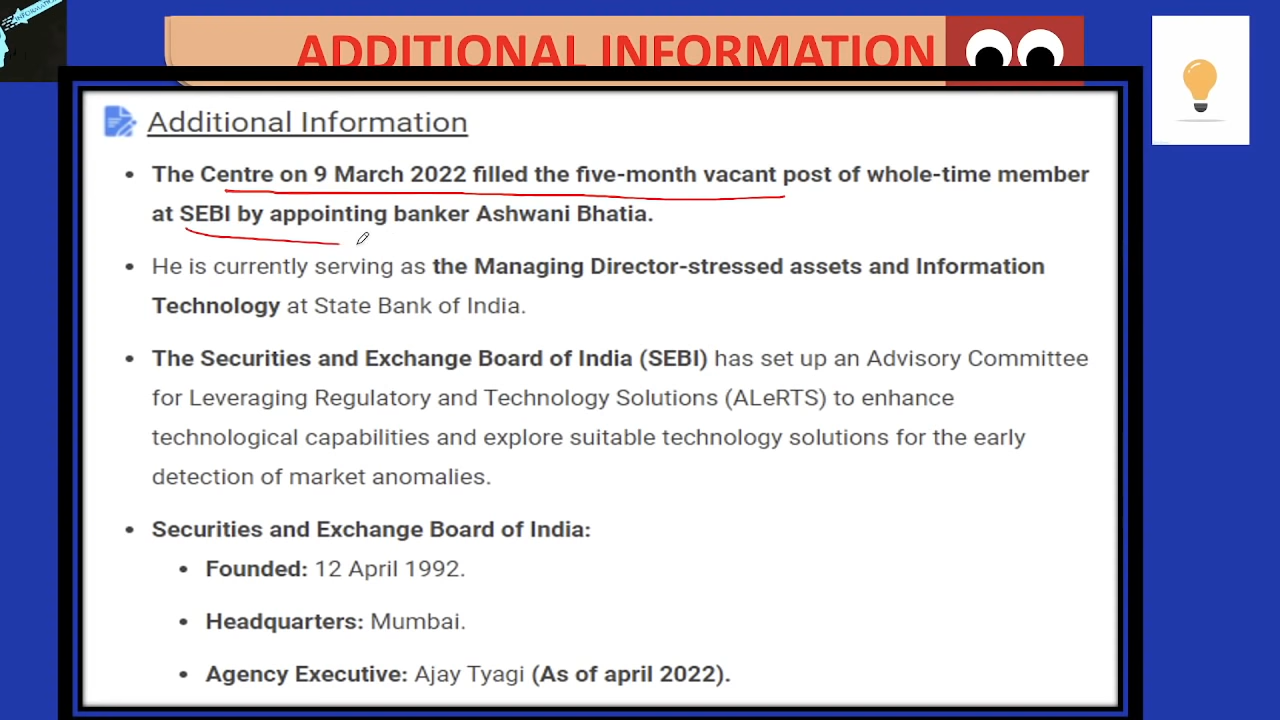 INFORMATION
ADDITIONAL INFORMATION
Additional Information
• The Centre on 9 March 2022 filled the five-month vacant post of whole-time member
at SEBI by appointing banker Ashwani Bhatia.
• He is currently serving as the Managing Director-stressed assets and Information
Technology at State Bank of India.
• The Securities and Exchange Board of India (SEBI) has set up an Advisory Committee
for Leveraging Regulatory and Technology Solutions (ALeRTS) to enhance
technological capabilities and explore suitable technology solutions for the early
detection of market anomalies.
• Securities and Exchange Board of India:
• Founded: 12 April 1992.
• Headquarters: Mumbai.
• Agency Executive: Ajay Tyagi (As of april 2022).